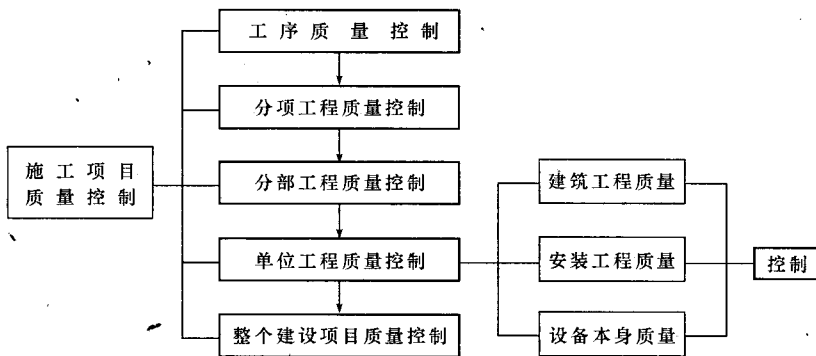 工序质量控制
分项工程质量控制
施工项目
质量控制
分部工程质量控制
建筑工程质量
单位工程质量控制
安装工程质量
控制
整个建设项目质量控制
设备本身质量